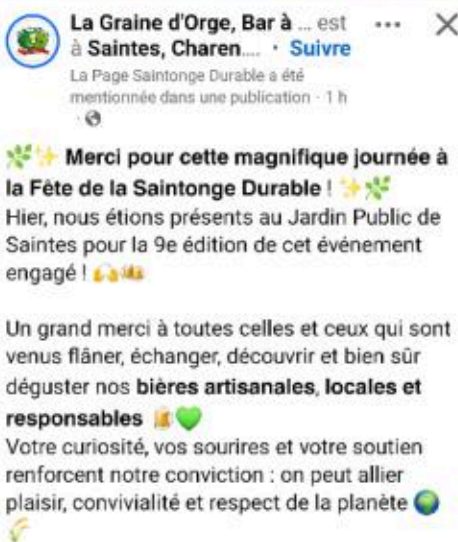 La Graine d'Orge, Bar à ... est
à Saintes, Charen.... · Suivre
La Page Saintonge Durable a été
mentionnée dans une publication · 1 h
·
🌿✨ Merci pour cette magnifique journée à
la Fête de la Saintonge Durable ! ✨🌿
Hier, nous étions présents au Jardin Public de
Saintes pour la 9e édition de cet événement
engagé ! 🙌🍻
Un grand merci à toutes celles et ceux qui sont
venus flâner, échanger, découvrir et bien sûr
déguster nos bières artisanales, locales et
responsables 🍺💚
Votre curiosité, vos sourires et votre soutien
renforcent notre conviction : on peut allier
plaisir, convivialité et respect de la planète 🌍
🌾